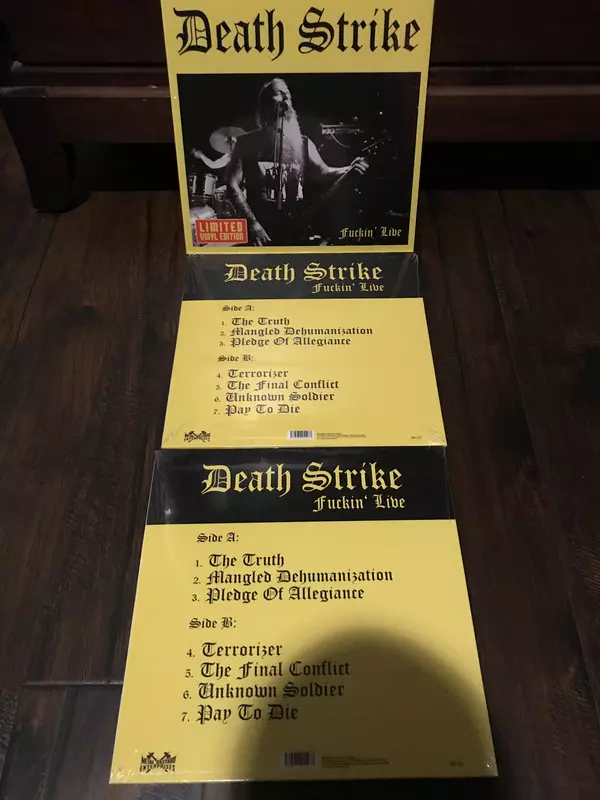 Death Strike
LIMITED
VINYL EDITION
Fuckin' Live
Death Strike
Fuckin' Live
Side A:
1. The Truth
2. Mangled Dehumanization
3. Pledge Of Allegiance
Side B:
4. Terrorizer
5. The Final Conflict
6. Unknown Soldier
7. Pay To Die
Death Strike
Fuckin' Live
Side A:
1. The Truth
2. Mangled Dehumanization
3. Pledge Of Allegiance
Side B:
4. Terrorizer
5. The Final Conflict
6. Unknown Soldier
7. Pay To Die
METAL BASTARD
ENTERPRISES